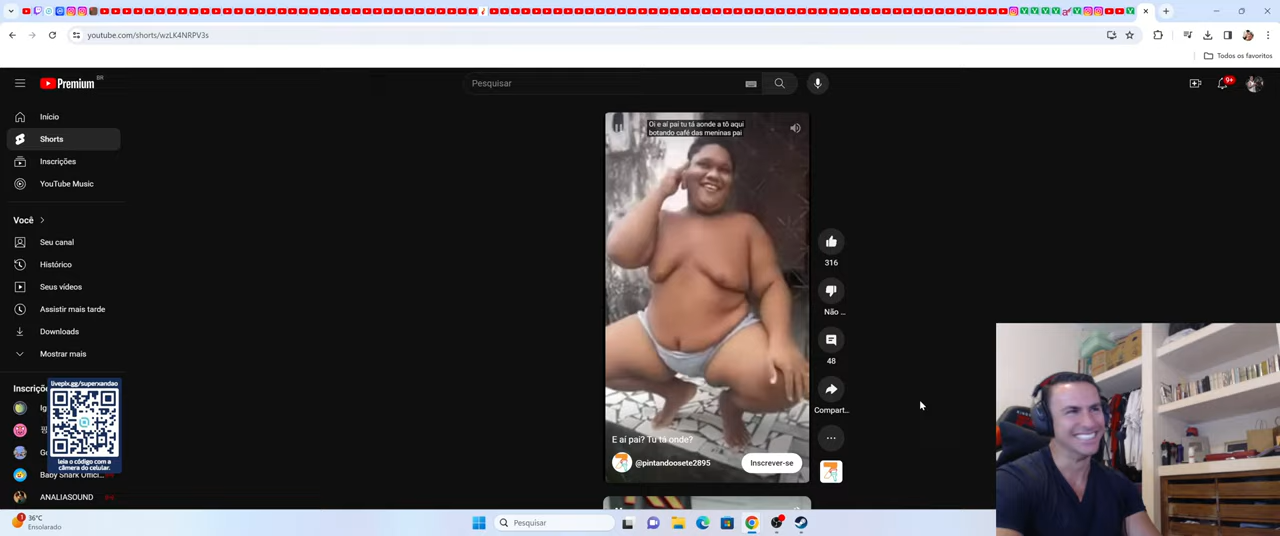 youtube.com/shorts/wzLK4NRPV3s
Todos os favoritos
Premium BR
Pesquisar
9+
Início
Shorts
Inscrições
YouTube Music
Você
Seu canal
Histórico
Seus vídeos
Assistir mais tarde
Downloads
Mostrar mais
Inscriçõe
livepix.gg/superxandao
leia o código com a
câmera do celular.
Baby Shark Offici...
ANALIASOUND
Oi e aí pai tu tá aonde a tô aqui
botando café das meninas pai
E aí pai? Tu tá onde?
@pintandoosete2895
Inscrever-se
316
Não ...
48
Compart...
36°C
Ensolarado
Pesquisar